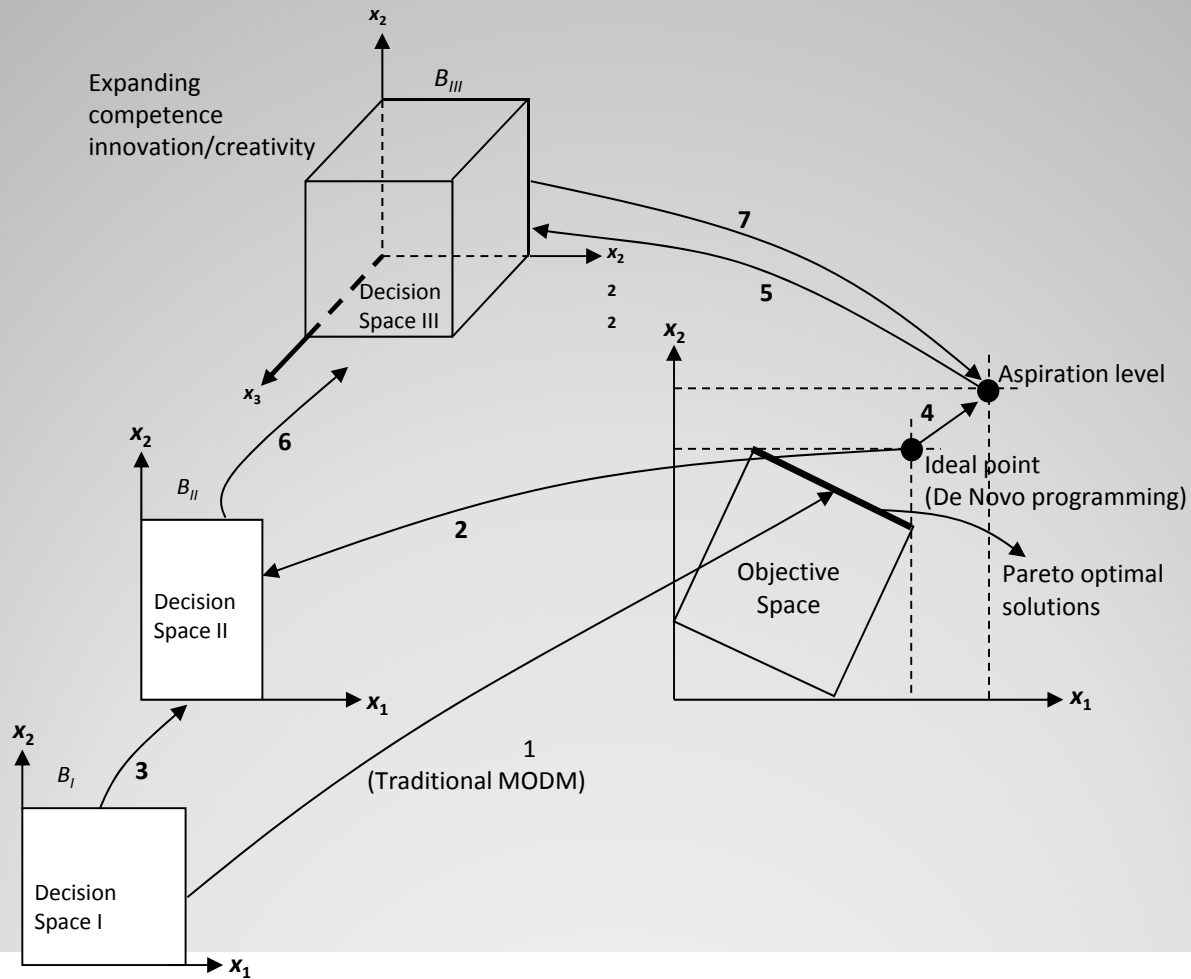 x₂
B_III
Expanding
competence
innovation/creativity
7
x₂
2
2
5
Decision
Space III
x₃
x₂
Aspiration level
4
6
x₂
B_II
Ideal point
(De Novo programming)
2
Objective
Space
Pareto optimal
solutions
Decision
Space II
x₁
x₁
x₂
B_I
3
1
(Traditional MODM)
Decision
Space I
x₁